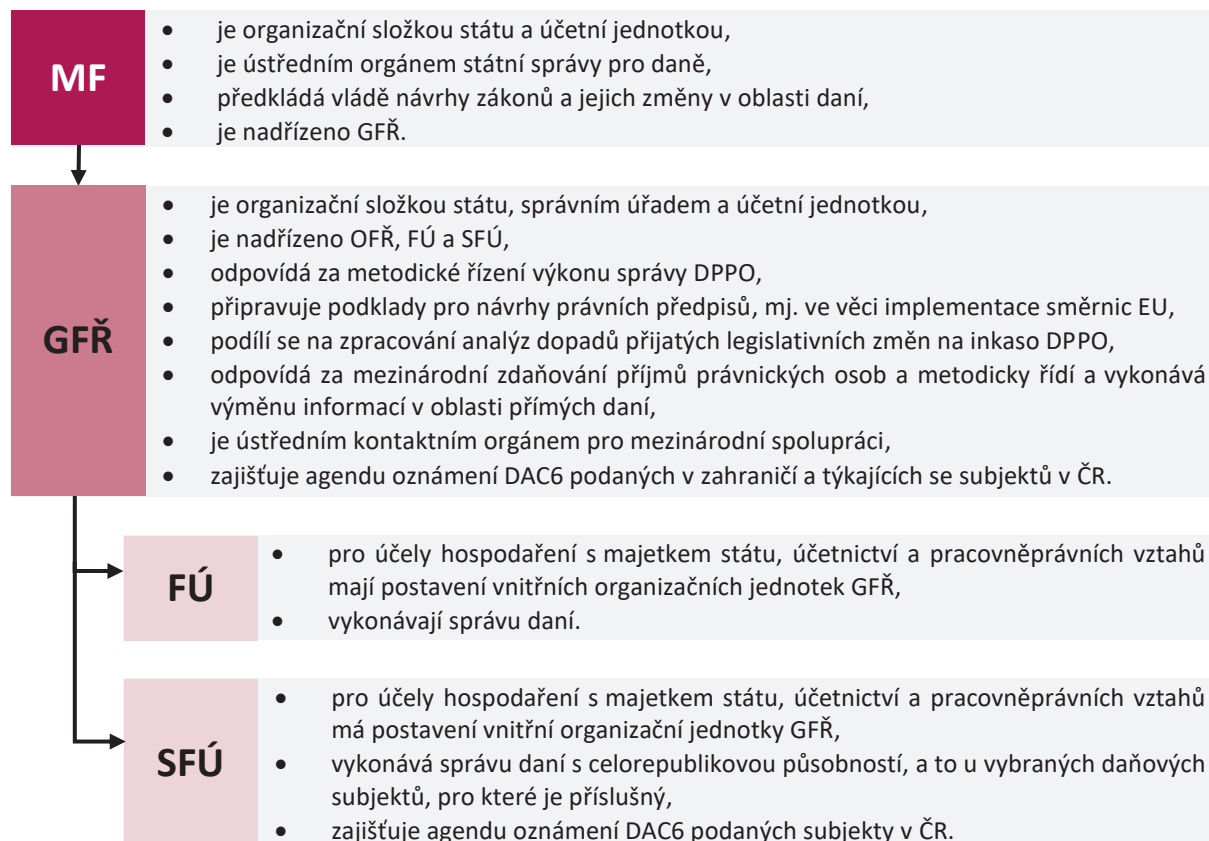 MF
• je organizační složkou státu a účetní jednotkou,
• je ústředním orgánem státní správy pro daně,
• předkládá vládě návrhy zákonů a jejich změny v oblasti daní,
• je nadřízeno GFŘ.
GFŘ
• je organizační složkou státu, správním úřadem a účetní jednotkou,
• je nadřízeno OFŘ, FÚ a SFÚ,
• odpovídá za metodické řízení výkonu správy DPPO,
• připravuje podklady pro návrhy právních předpisů, mj. ve věci implementace směrnic EU,
• podílí se na zpracování analýz dopadů přijatých legislativních změn na inkaso DPPO,
• odpovídá za mezinárodní zdaňování příjmů právnických osob a metodicky řídí a vykonává
výměnu informací v oblasti přímých daní,
• je ústředním kontaktním orgánem pro mezinárodní spolupráci,
• zajišťuje agendu oznámení DAC6 podaných v zahraničí a týkajících se subjektů v ČR.
FÚ
• pro účely hospodaření s majetkem státu, účetnictví a pracovněprávních vztahů
mají postavení vnitřních organizačních jednotek GFŘ,
• vykonávají správu daní.
SFÚ
• pro účely hospodaření s majetkem státu, účetnictví a pracovněprávních vztahů
má postavení vnitřní organizační jednotky GFŘ,
• vykonává správu daní s celorepublikovou působností, a to u vybraných daňových
subjektů, pro které je příslušný,
• zajišťuje agendu oznámení DAC6 podaných subjekty v ČR.